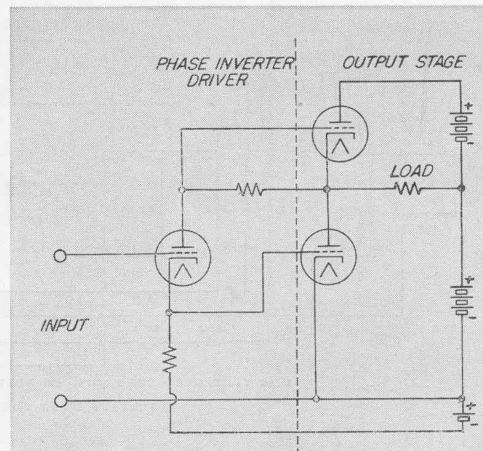 PHASE INVERTER
DRIVER
OUTPUT STAGE
LOAD
INPUT
+
-
+
-
+
-